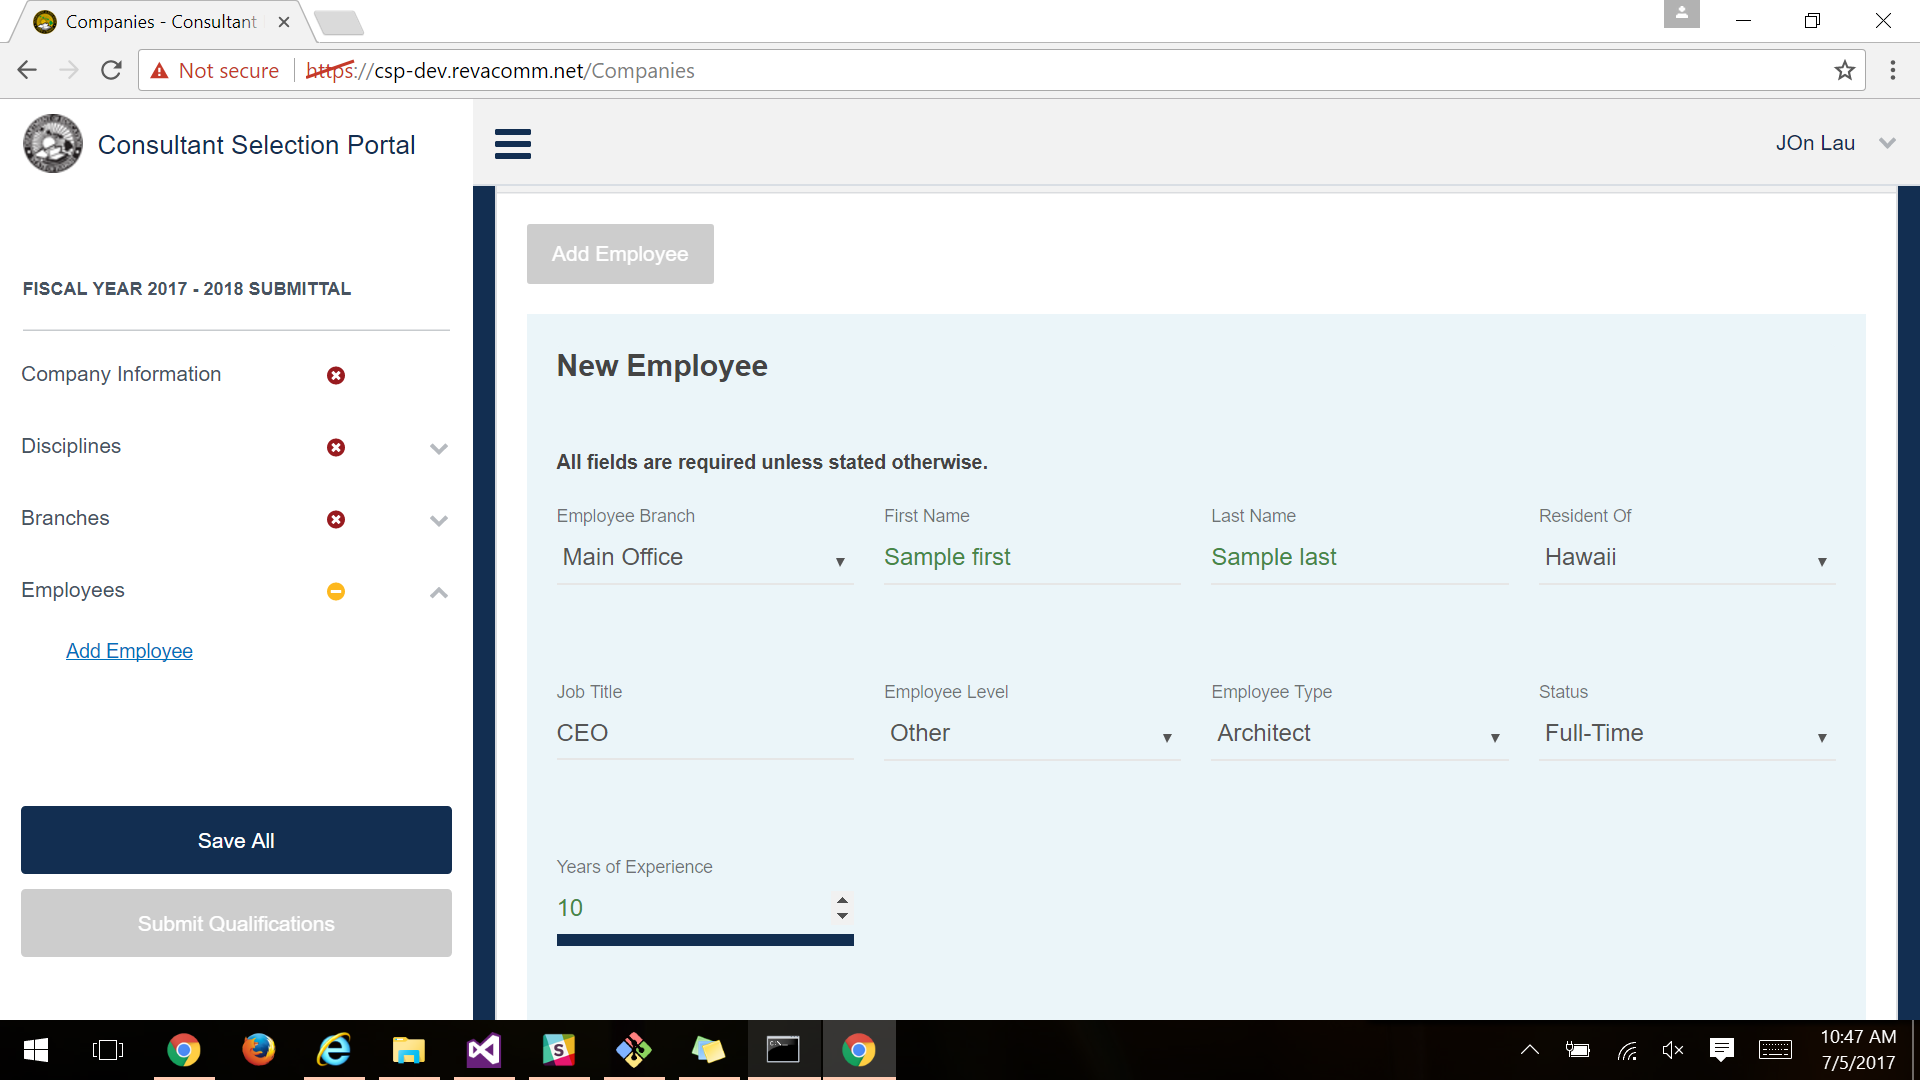 Companies - Consultant
Not secure
https://csp-dev.revacomm.net/Companies
Consultant Selection Portal
JOn Lau
FISCAL YEAR 2017 - 2018 SUBMITTAL
Company Information
Disciplines
Branches
Employees
Add Employee
Save All
Submit Qualifications
Add Employee
New Employee
All fields are required unless stated otherwise.
Employee Branch First Name Last Name Resident Of
Main Office Sample first Sample last Hawaii
Job Title Employee Level Employee Type Status
CEO Other Architect Full-Time
Years of Experience
10
10:47 AM
7/5/2017